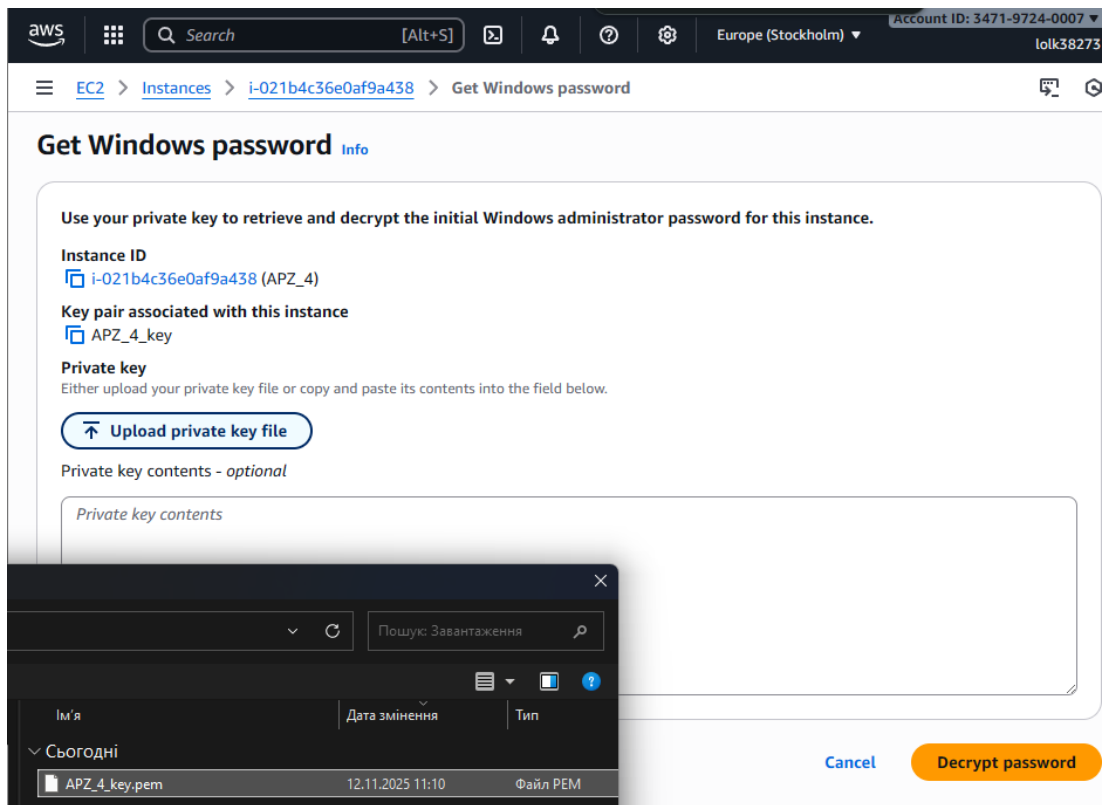 aws
Search [Alt+S]
Europe (Stockholm) ▼
Account ID: 3471-9724-0007 ▼
lolk38273
EC2 > Instances > i-021b4c36e0af9a438 > Get Windows password
Get Windows password Info
Use your private key to retrieve and decrypt the initial Windows administrator password for this instance.
Instance ID
i-021b4c36e0af9a438 (APZ_4)
Key pair associated with this instance
APZ_4_key
Private key
Either upload your private key file or copy and paste its contents into the field below.
Upload private key file
Private key contents - optional
Private key contents
Пошук: Завантаження
Ім'я Дата змінення Тип
Сьогодні
APZ_4_key.pem 12.11.2025 11:10 Файл PEM
Cancel Decrypt password